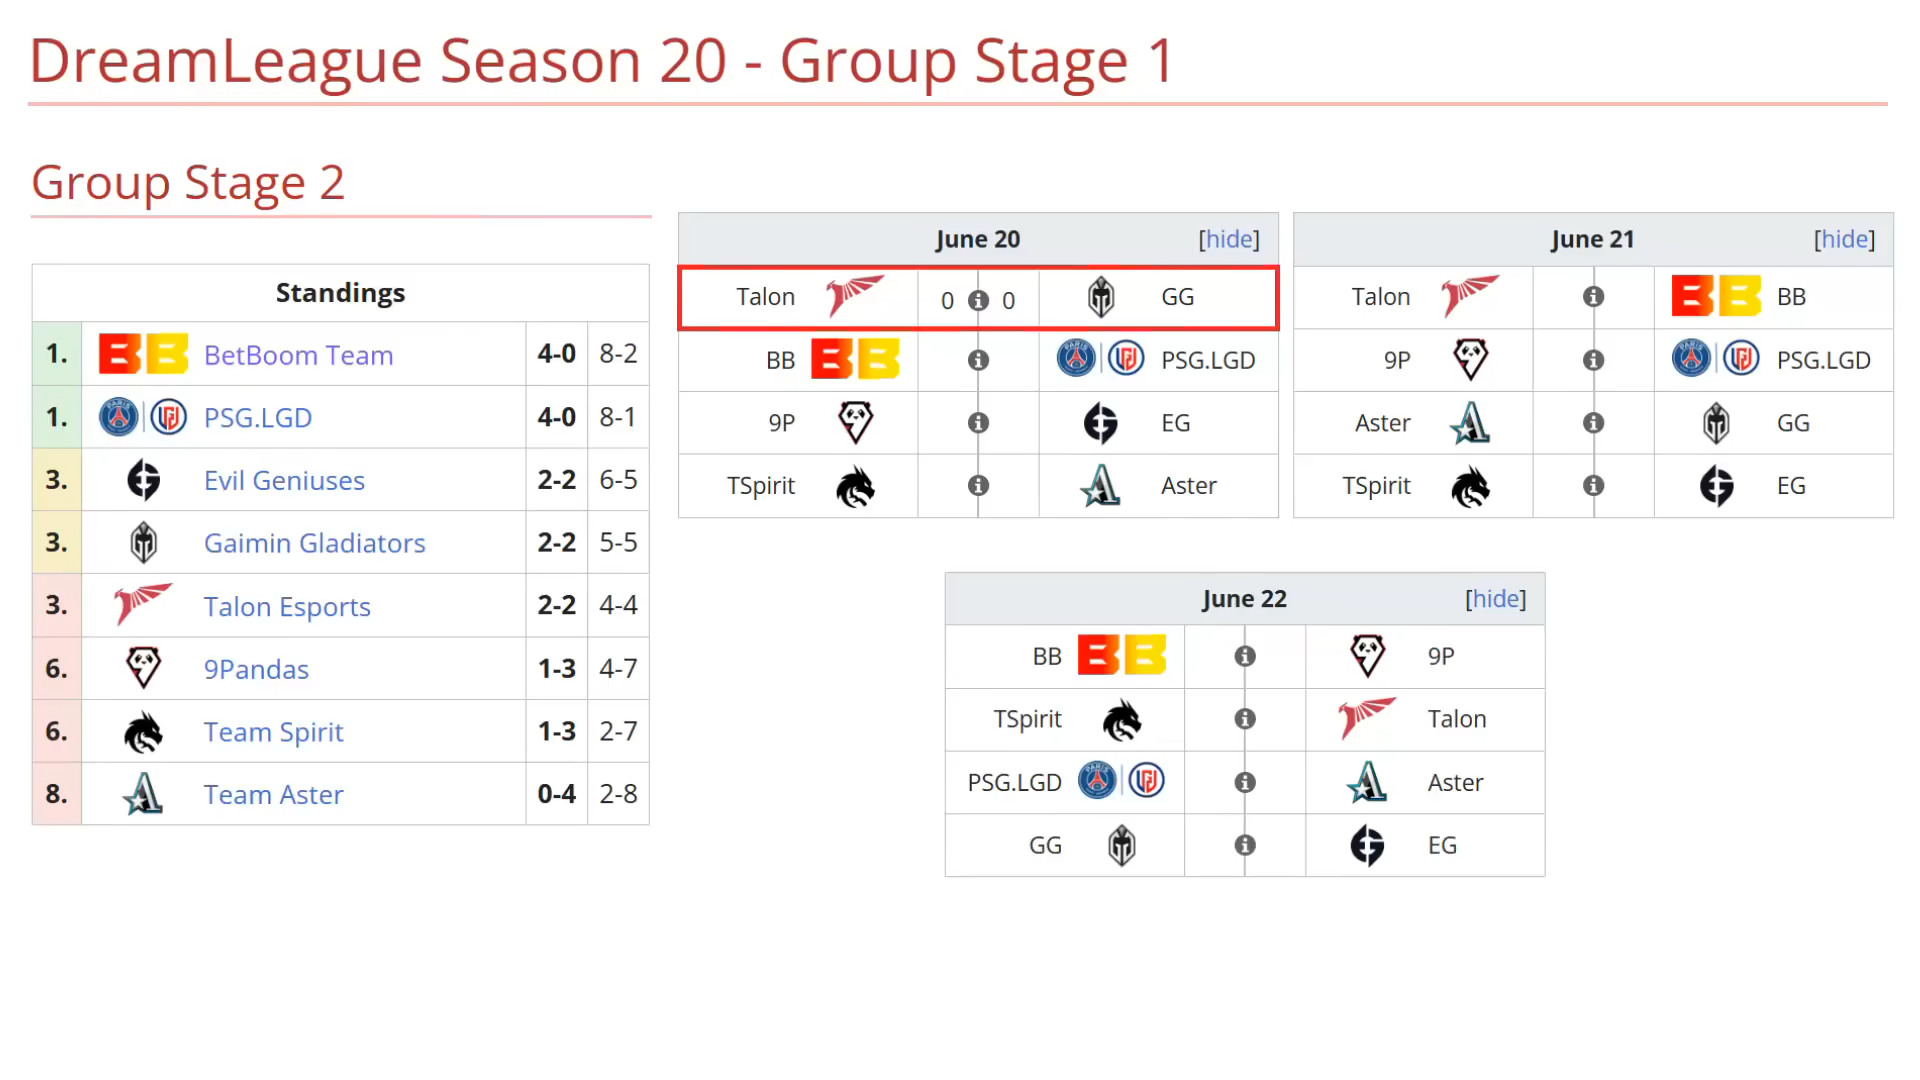 DreamLeague Season 20 - Group Stage 1
Group Stage 2
Standings
1. BetBoom Team 4-0 8-2
1. PSG.LGD 4-0 8-1
3. Evil Geniuses 2-2 6-5
3. Gaimin Gladiators 2-2 5-5
3. Talon Esports 2-2 4-4
6. 9Pandas 1-3 4-7
6. Team Spirit 1-3 2-7
8. Team Aster 0-4 2-8
June 20 [hide]
Talon 0 0 GG
BB PSG.LGD
9P EG
TSpirit Aster
June 21 [hide]
Talon BB
9P PSG.LGD
Aster GG
TSpirit EG
June 22 [hide]
BB 9P
TSpirit Talon
PSG.LGD Aster
GG EG